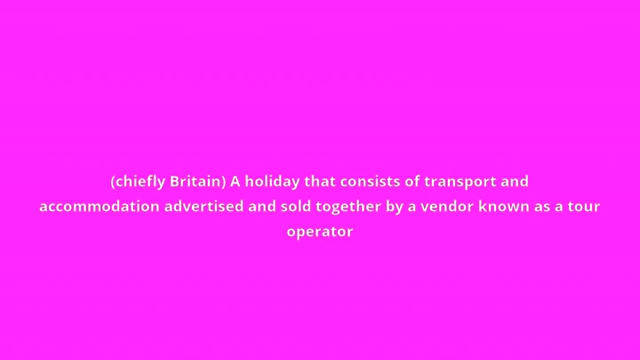 (chiefly Britain) A holiday that consists of transport and
accommodation advertised and sold together by a vendor known as a tour
operator